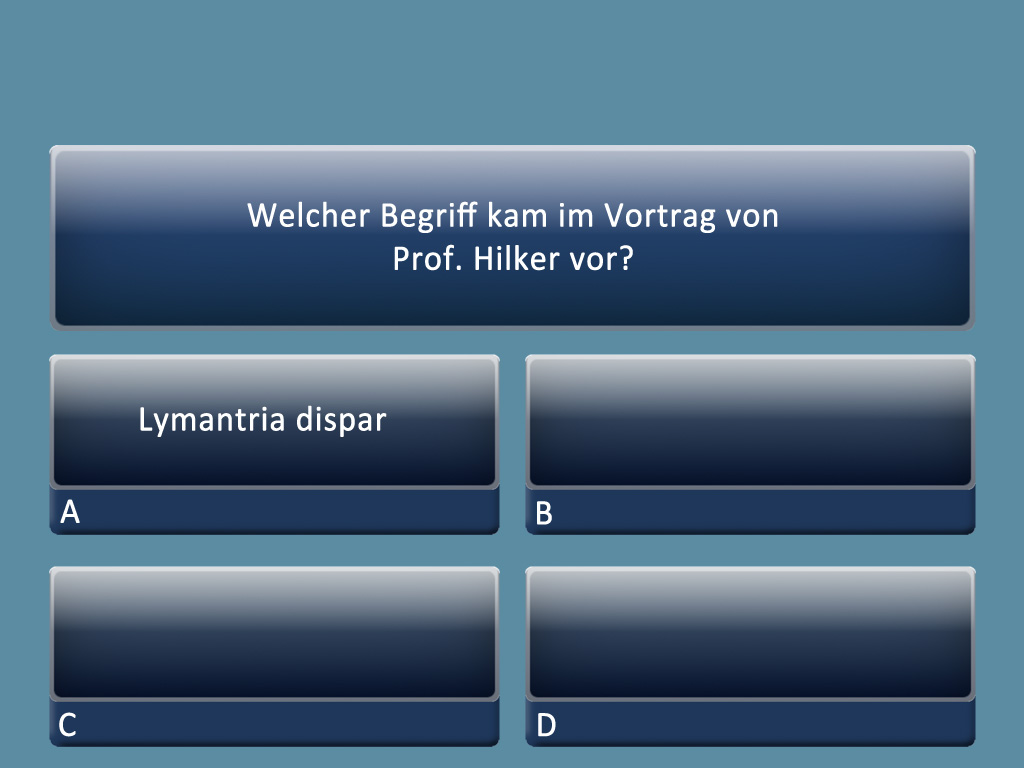 Welcher Begriff kam im Vortrag von
Prof. Hilker vor?
Lymantria dispar
A
B
C
D